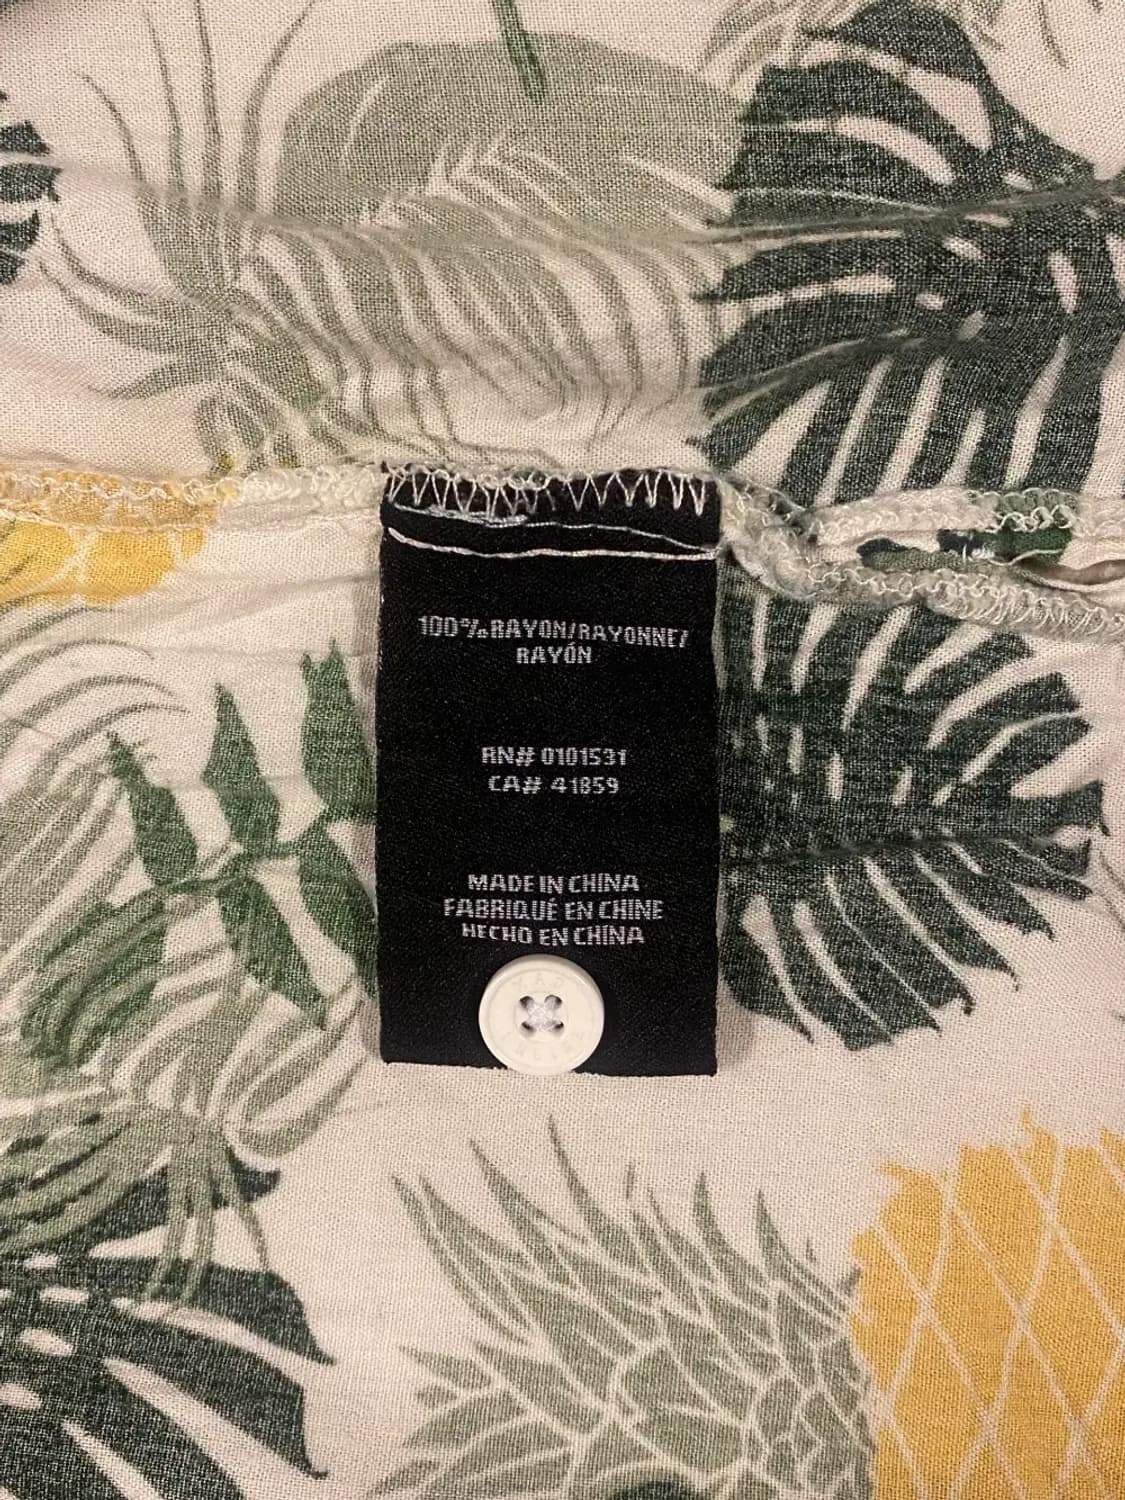 100% RAYON/RAYONNE/
RAYÓN
RN# 0101531
CA# 41859
MADE IN CHINA
FABRIQUÉ EN CHINE
HECHO EN CHINA